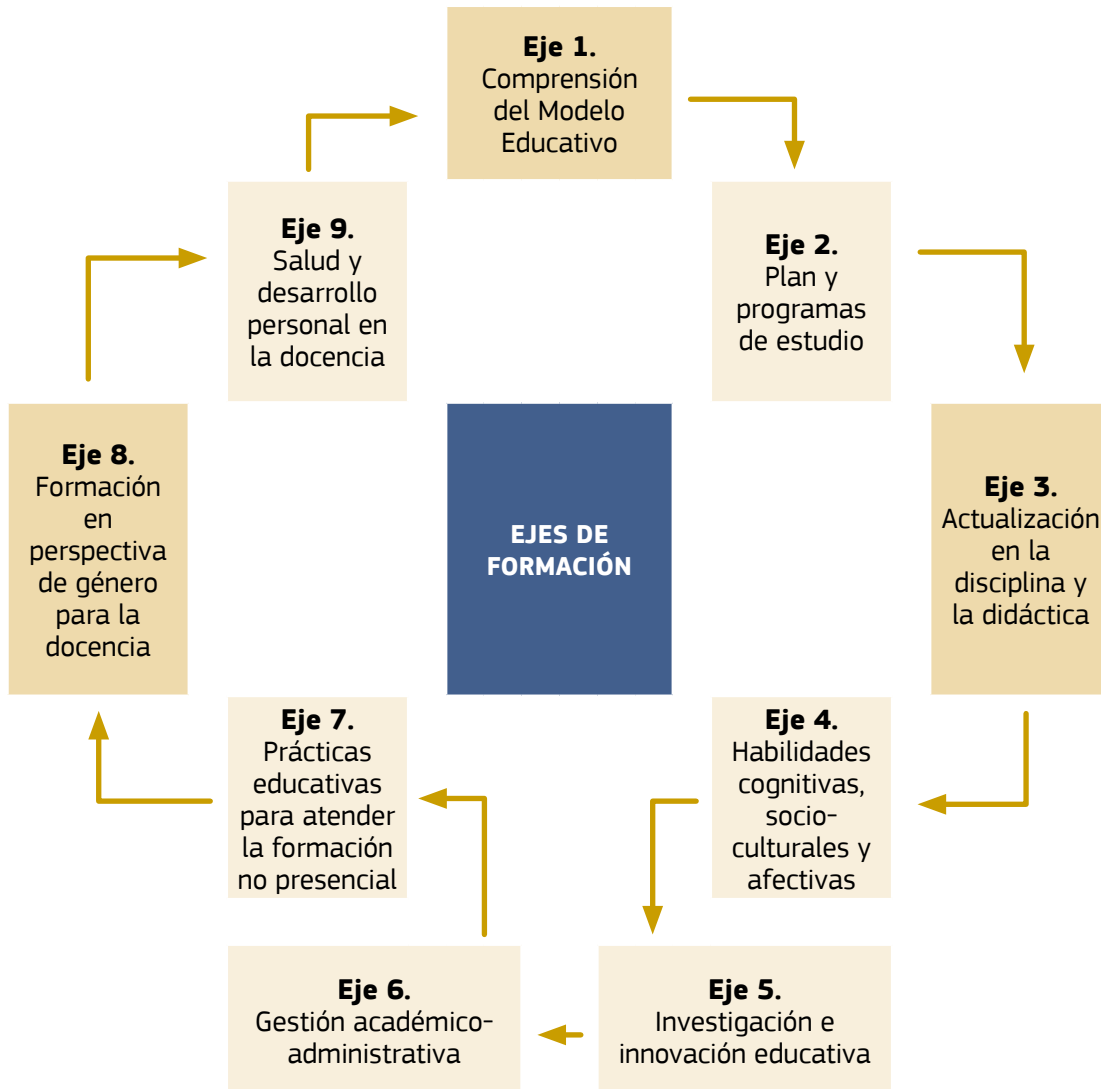 Eje 1.
Comprensión
del Modelo
Educativo
Eje 2.
Plan y
programas
de estudio
Eje 3.
Actualización
en la
disciplina y
la didáctica
Eje 4.
Habilidades
cognitivas,
socio-
culturales y
afectivas
Eje 5.
Investigación e
innovación educativa
Eje 6.
Gestión académico-
administrativa
Eje 7.
Prácticas
educativas
para atender
la formación
no presencial
Eje 8.
Formación
en
perspectiva
de género
para la
docencia
Eje 9.
Salud y
desarrollo
personal en
la docencia
EJES DE
FORMACIÓN